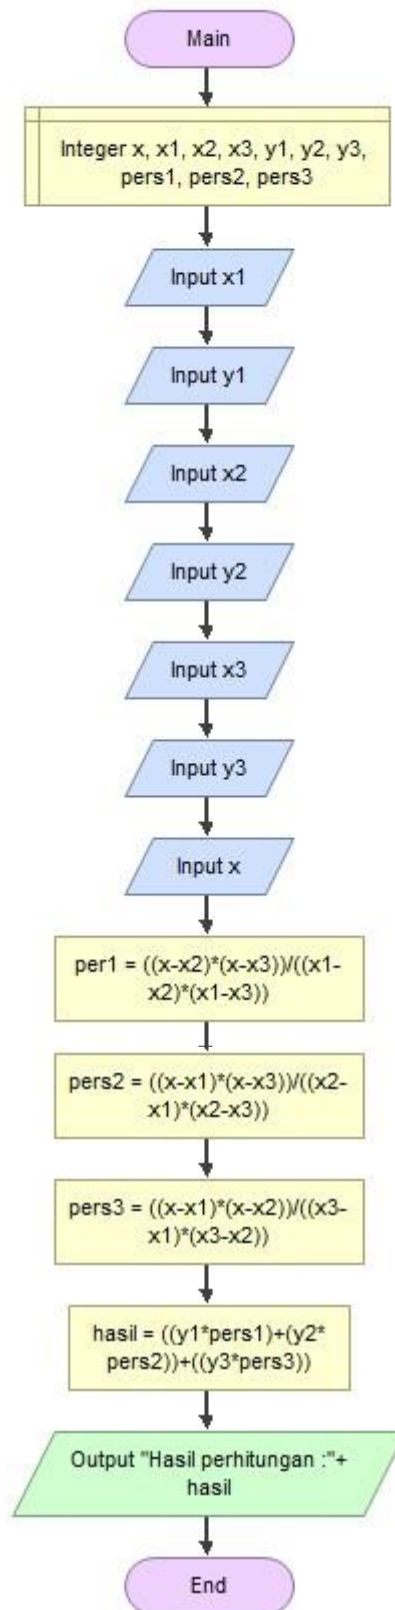 Main
Integer x, x1, x2, x3, y1, y2, y3,
pers1, pers2, pers3
Input x1
Input y1
Input x2
Input y2
Input x3
Input y3
Input x
per1 = ((x-x2)*(x-x3))/((x1-
x2)*(x1-x3))
pers2 = ((x-x1)*(x-x3))/((x2-
x1)*(x2-x3))
pers3 = ((x-x1)*(x-x2))/((x3-
x1)*(x3-x2))
hasil = ((y1*pers1)+(y2*
pers2))+((y3*pers3))
Output "Hasil perhitungan :"+
hasil
End